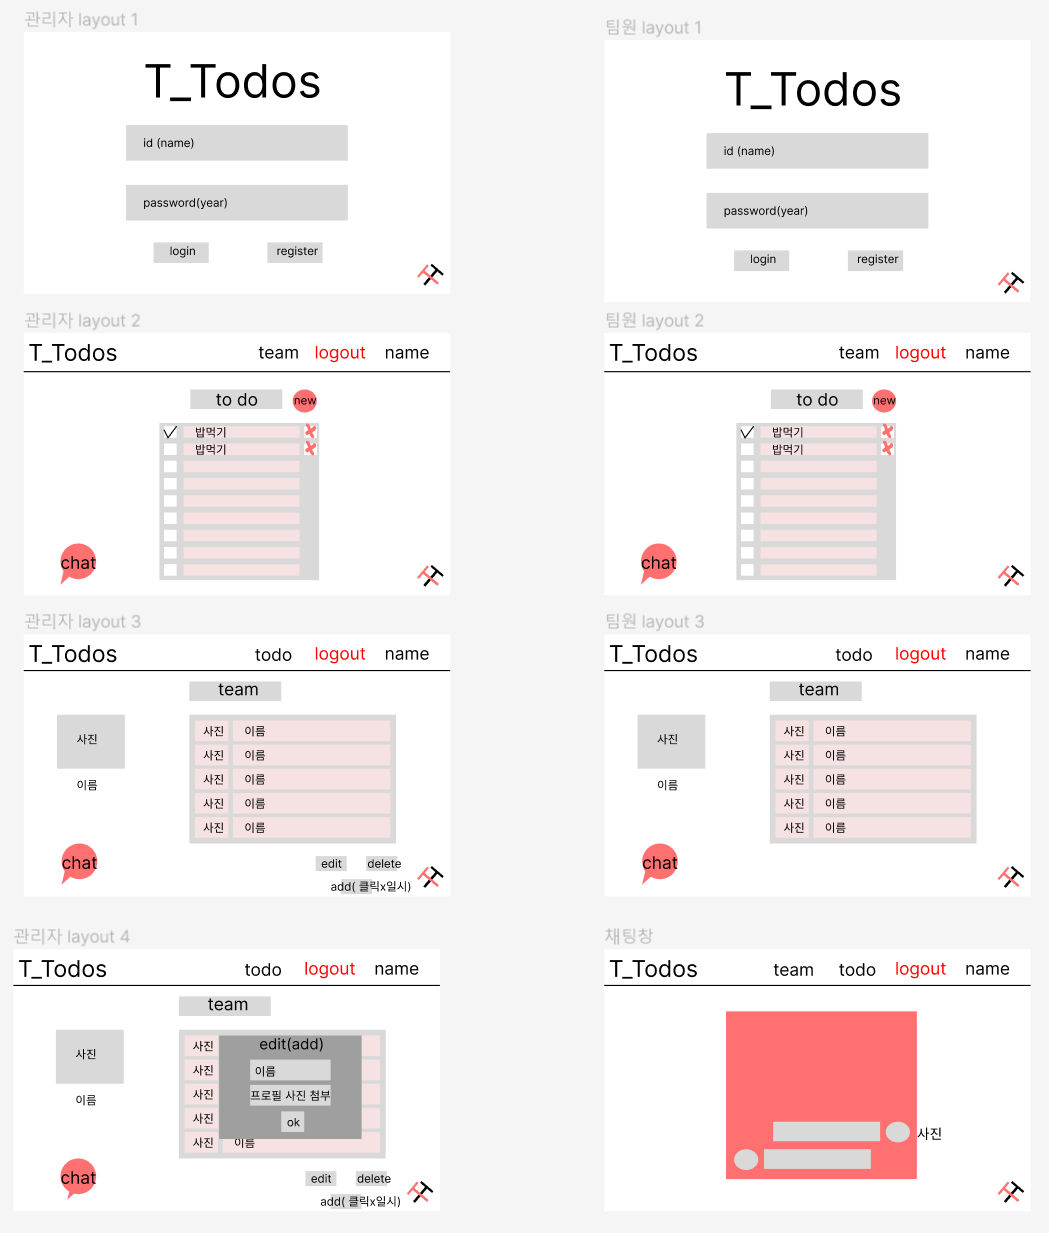 관리자 layout 1
T_Todos
id (name)
password(year)
login register
팀원 layout 1
T_Todos
id (name)
password(year)
login register
관리자 layout 2
T_Todos team logout name
to do new
밥먹기
밥먹기
chat
팀원 layout 2
T_Todos team logout name
to do new
밥먹기
밥먹기
chat
관리자 layout 3
T_Todos todo logout name
team
사진
이름
사진 이름
사진 이름
사진 이름
사진 이름
사진 이름
chat
edit delete
add( 클릭x일시)
팀원 layout 3
T_Todos todo logout name
team
사진
이름
사진 이름
사진 이름
사진 이름
사진 이름
사진 이름
chat
관리자 layout 4
T_Todos todo logout name
team
사진
이름
사진
사진
사진
사진
사진 이름
edit(add)
이름
프로필 사진 첨부
ok
chat
edit delete
add( 클릭x일시)
채팅창
T_Todos team todo logout name
사진